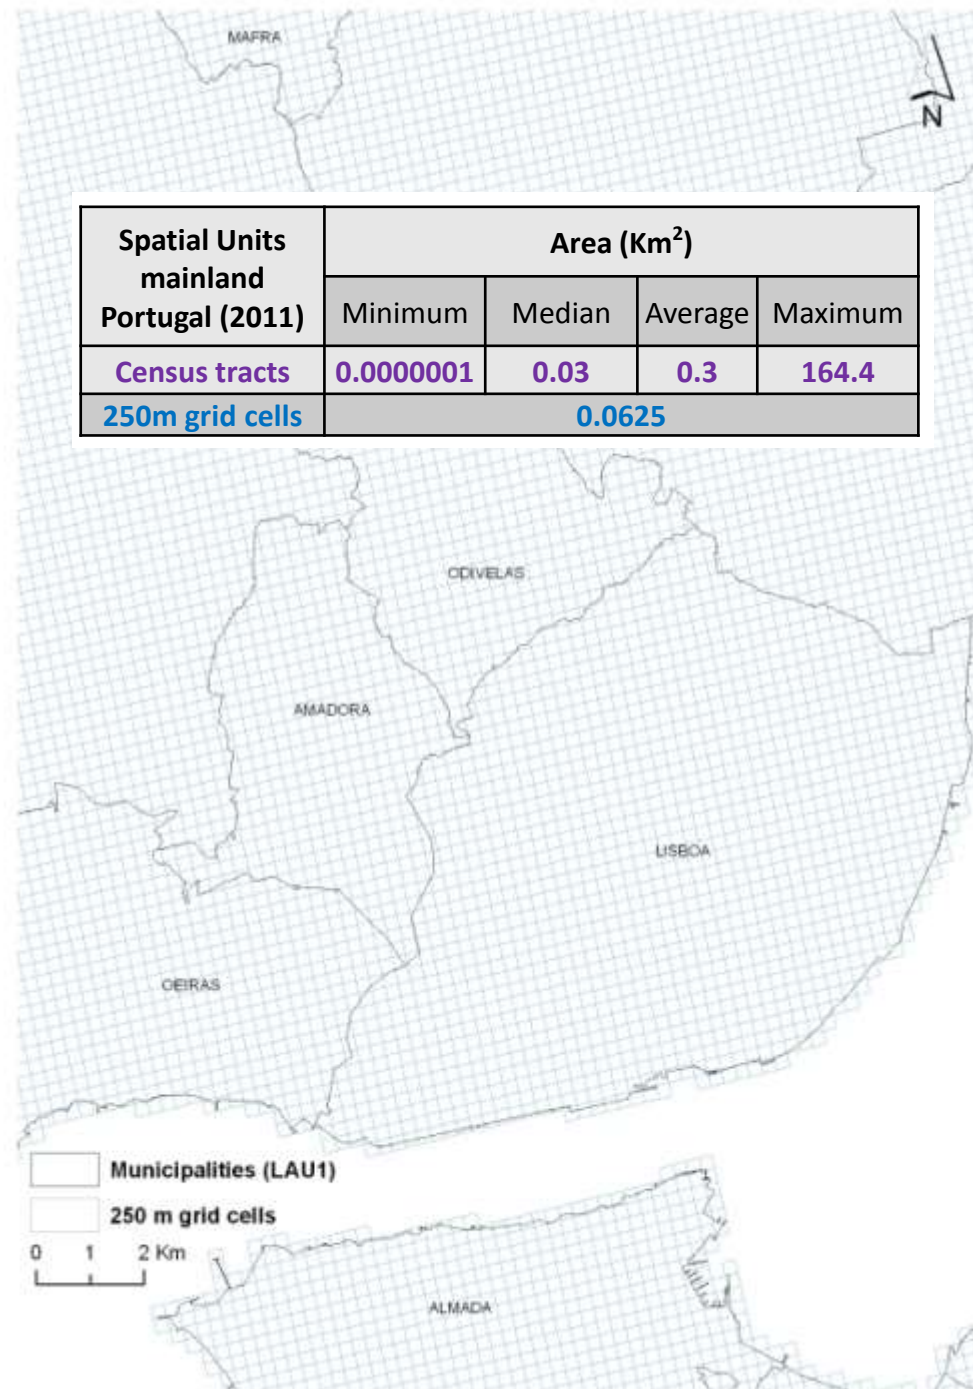 MAFRA
N
Spatial Units
mainland
Portugal (2011)
Area (Km²)
Minimum Median Average Maximum
Census tracts 0.0000001 0.03 0.3 164.4
250m grid cells 0.0625
ODIVELAS
AMADORA
LISBOA
OEIRAS
Municipalities (LAU1)
250 m grid cells
0 1 2 Km
ALMADA